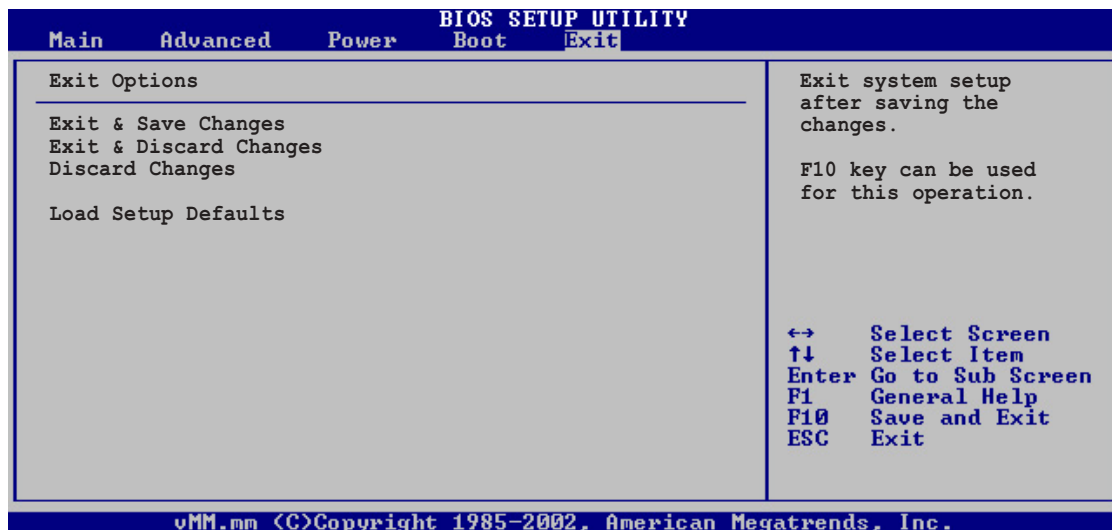 BIOS SETUP UTILITY
Main Advanced Power Boot Exit
Exit Options
Exit & Save Changes
Exit & Discard Changes
Discard Changes
Load Setup Defaults
Exit system setup
after saving the
changes.
F10 key can be used
for this operation.
←→ Select Screen
↑↓ Select Item
Enter Go to Sub Screen
F1 General Help
F10 Save and Exit
ESC Exit
vMM.mm (C)Copyright 1985-2002, American Megatrends, Inc.